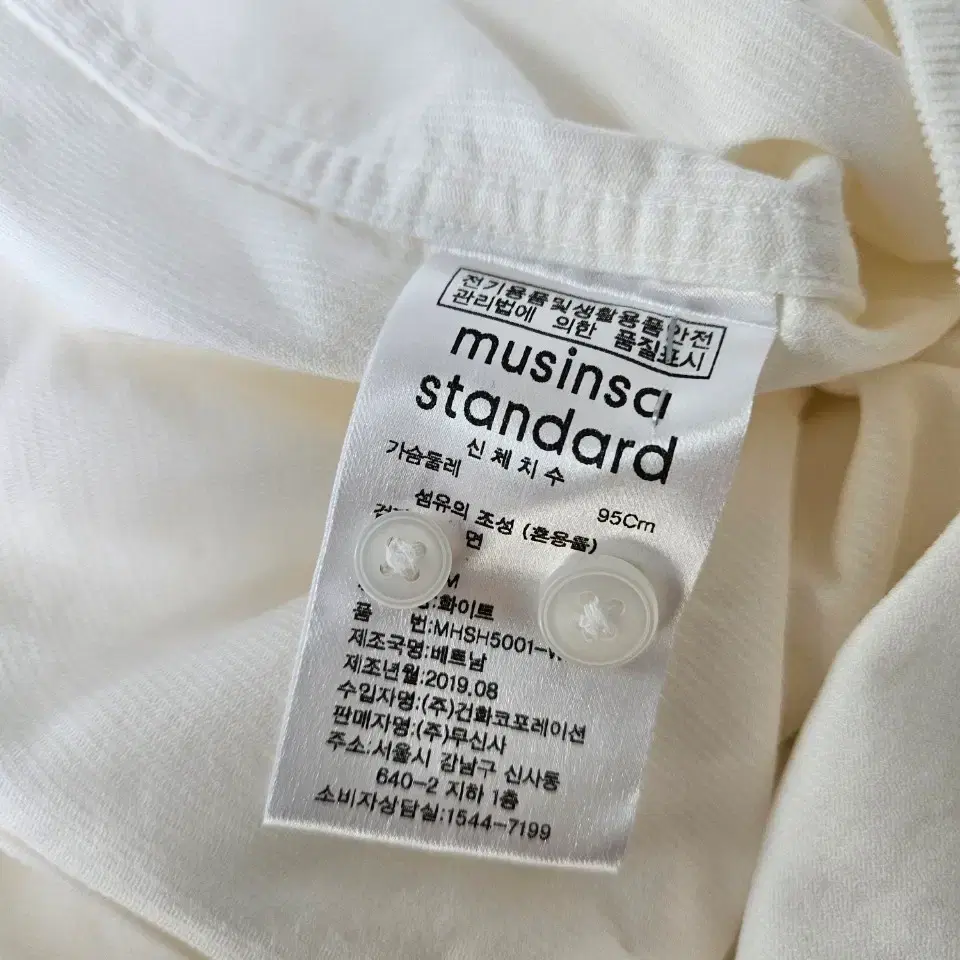 전기용품및생활용품안전
관리법에 의한 품질표시
musinsa
standard
신체치수
가슴둘레 95Cm
섬유의 조성 (혼용율)
면
M
:화이트
품 번:MHSH5001-
제조국명:베트남
제조년월:2019.08
수입자명:(주)건화코포레이션
판매자명:(주)무신사
주소:서울시 강남구 신사동
640-2 지하 1층
소비자상담실:1544-7199